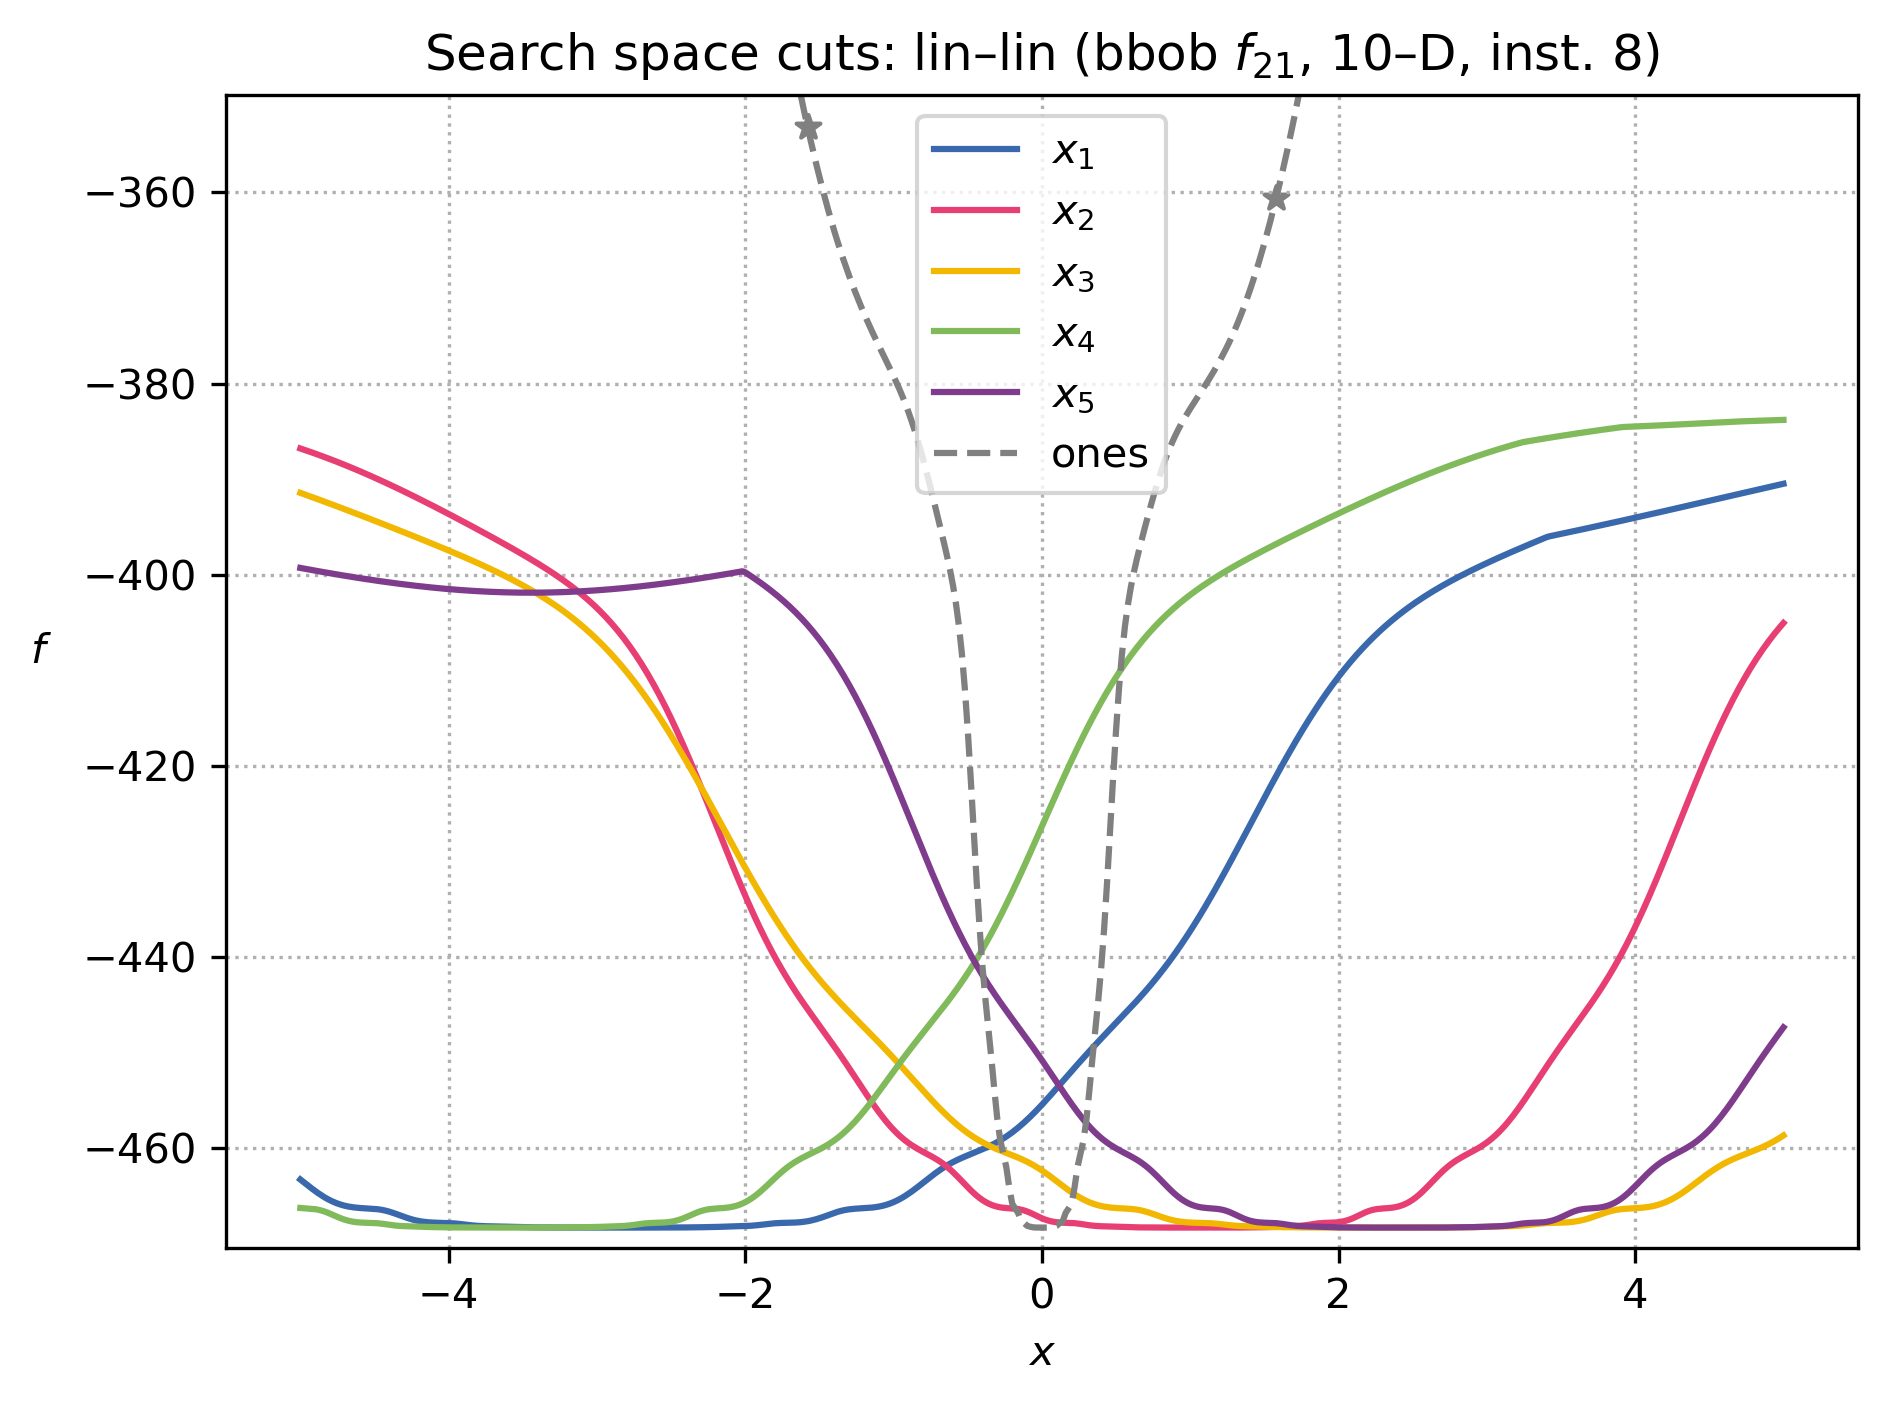 Search space cuts: lin–lin (bbob f21, 10–D, inst. 8)
x1
x2
x3
x4
x5
ones
−360
−380
−400
−420
−440
−460
f
−4 −2 0 2 4
x